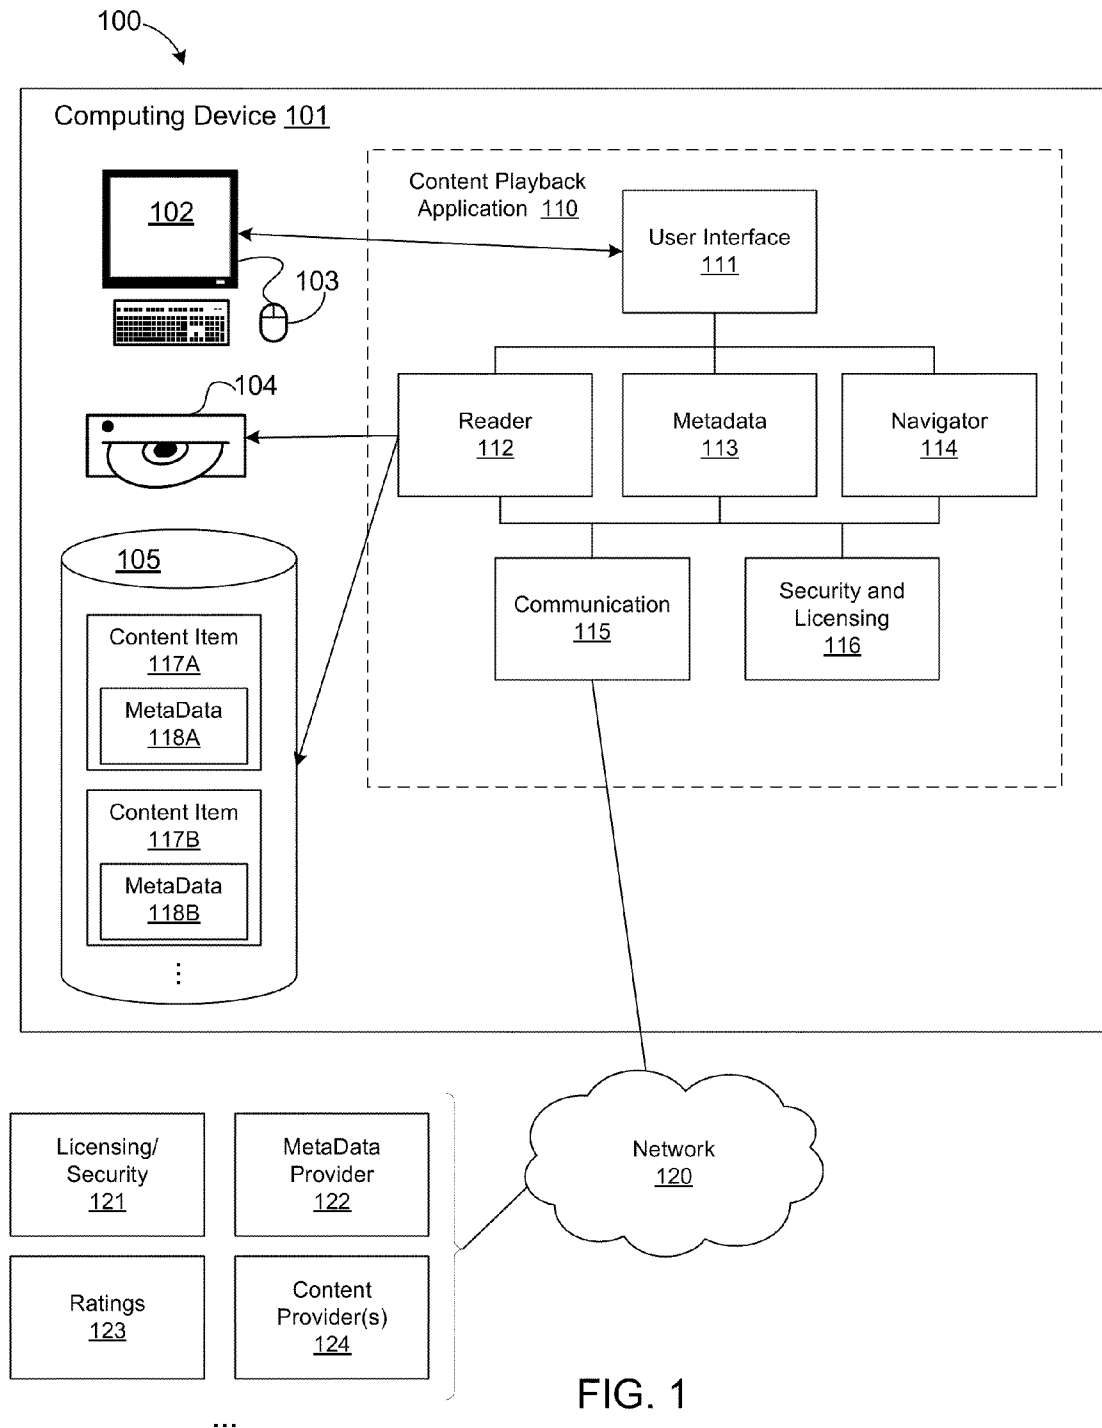 100
Computing Device 101
Content Playback
Application 110
102
User Interface
111
103
104
Reader
112
Metadata
113
Navigator
114
105
Communication
115
Security and
Licensing
116
Content Item
117A
MetaData
118A
Content Item
117B
MetaData
118B
⋮
Network
120
Licensing/
Security
121
MetaData
Provider
122
Ratings
123
Content
Provider(s)
124
FIG. 1
...